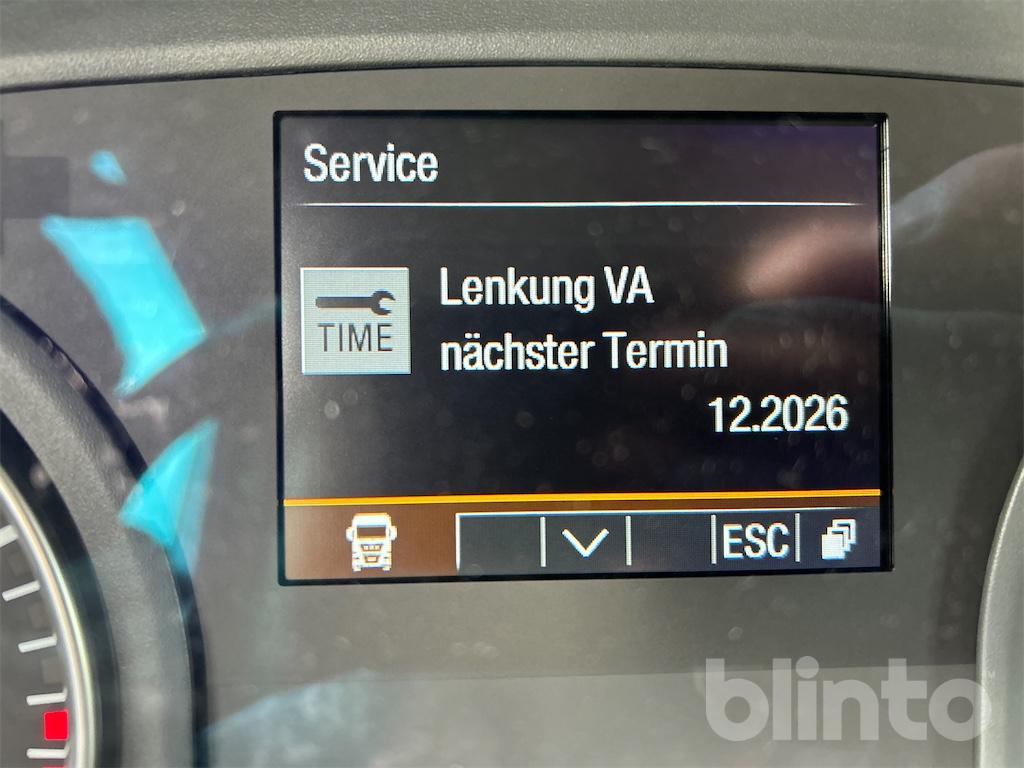 Service
TIME
Lenkung VA
nächster Termin
12.2026
ESC
blinto